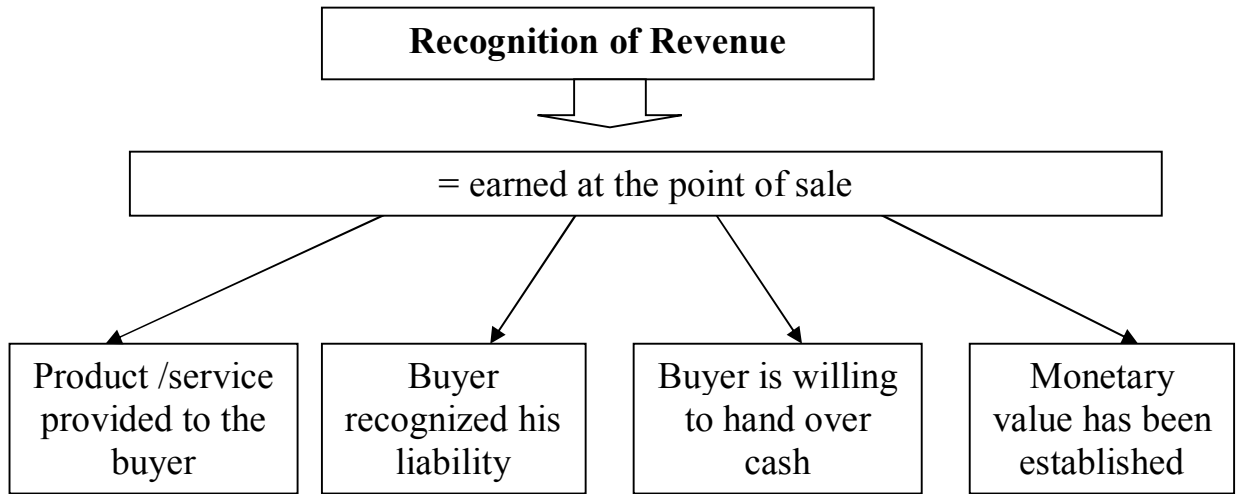 Recognition of Revenue
= earned at the point of sale
Product /service
provided to the
buyer
Buyer
recognized his
liability
Buyer is willing
to hand over
cash
Monetary
value has been
established